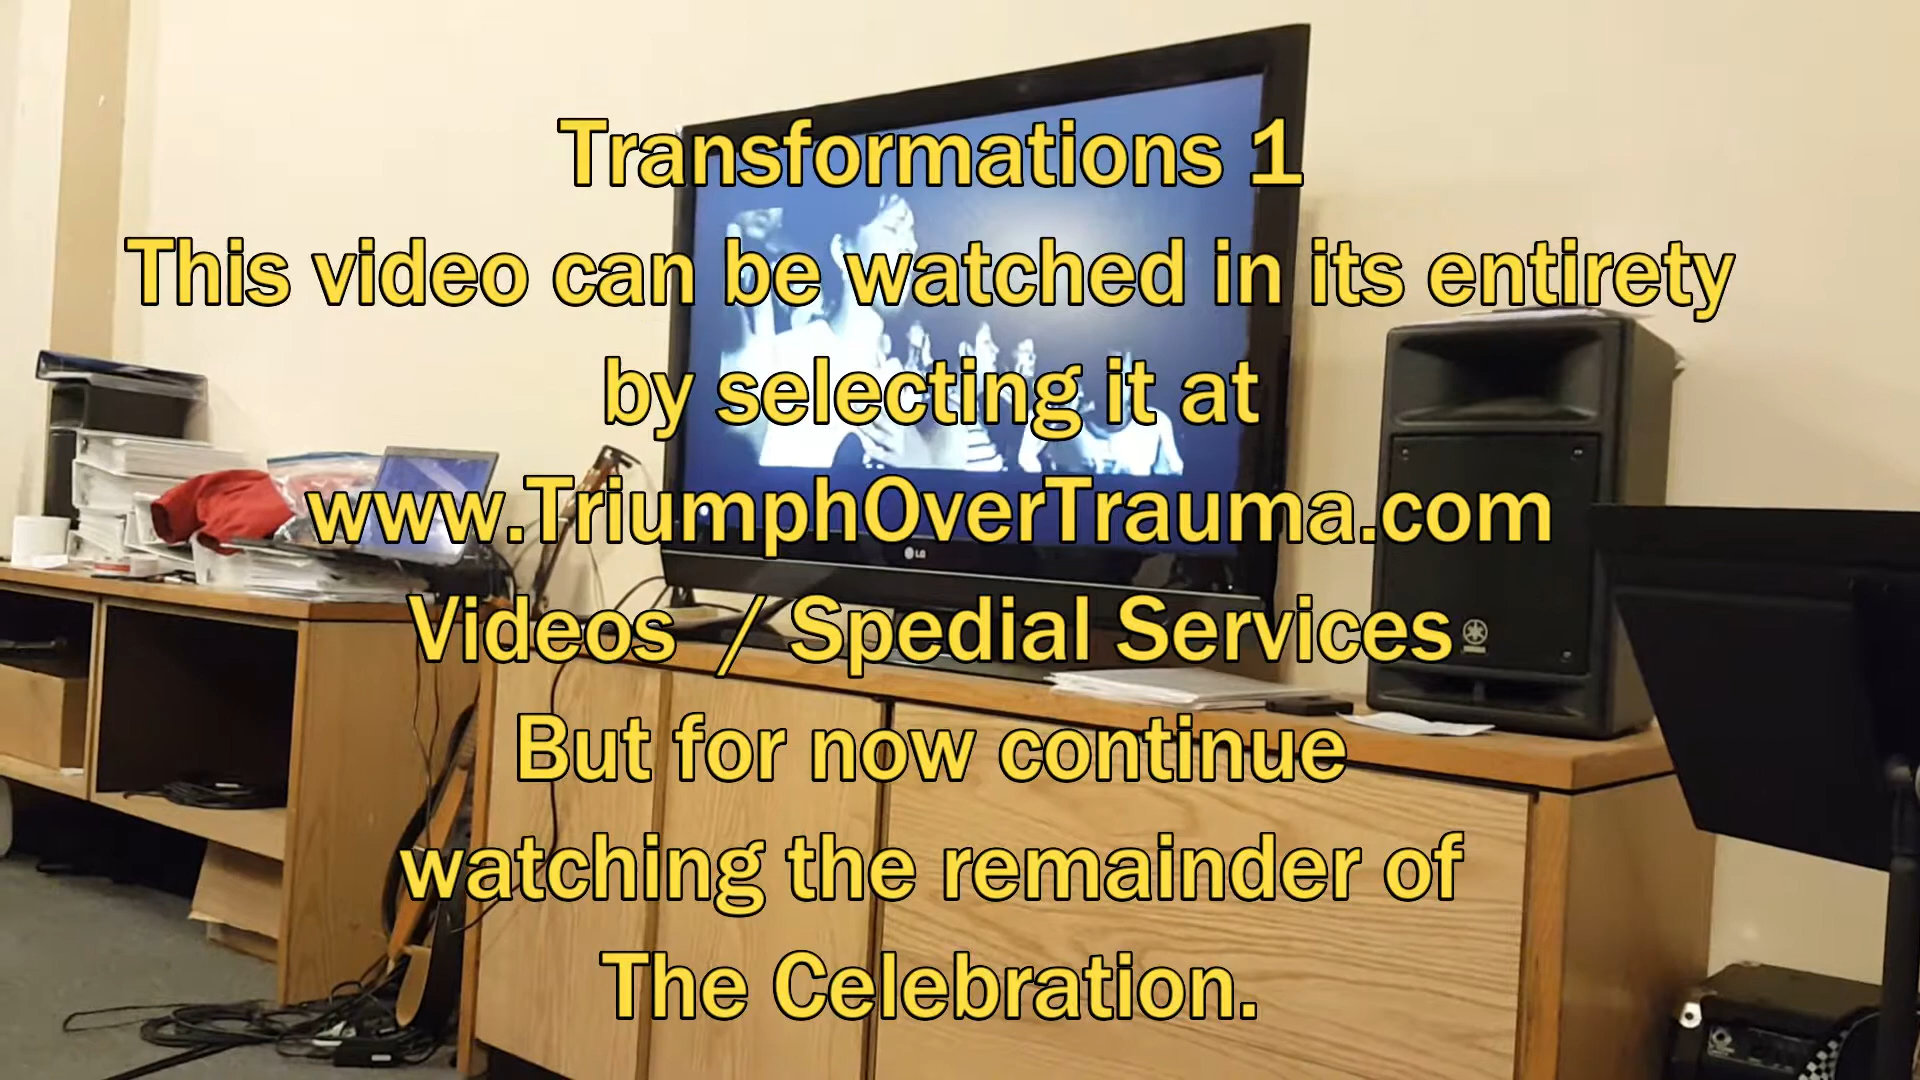 Transformations 1
This video can be watched in its entirety
by selecting it at
www.TriumphOverTrauma.com
Videos / Spedial Services
But for now continue
watching the remainder of
The Celebration.
LG